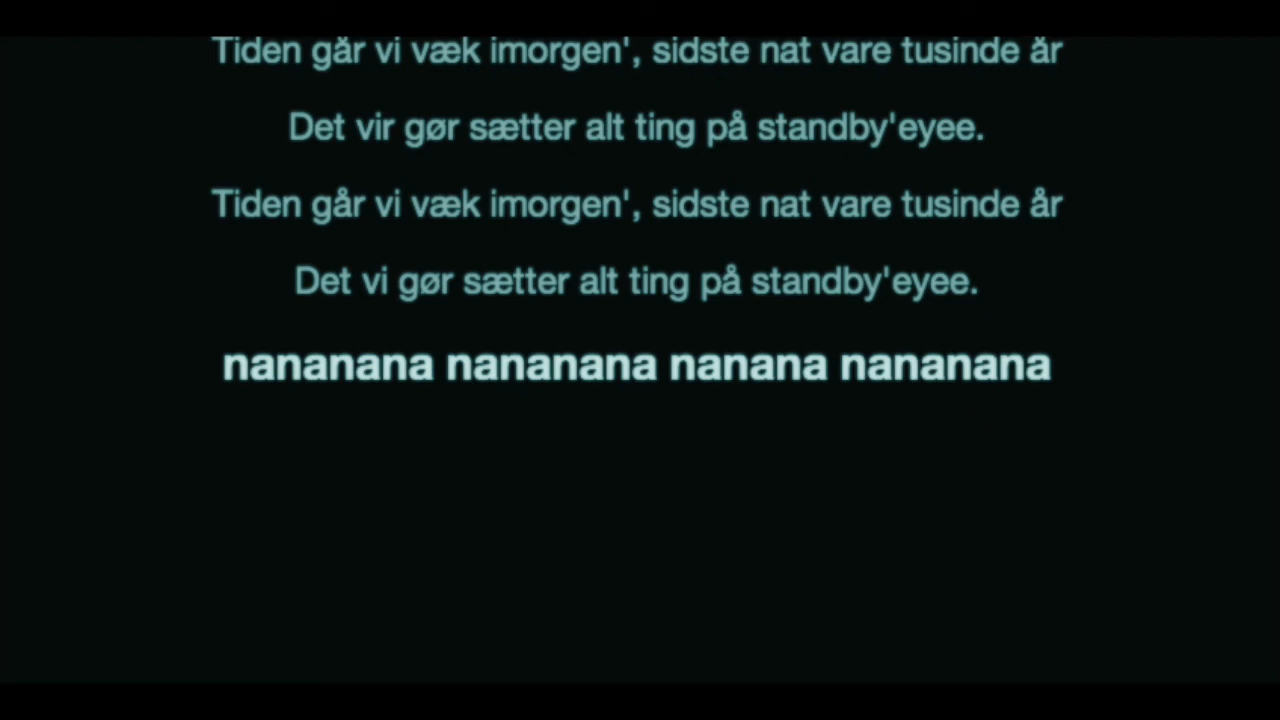 Tiden går vi væk imorgen', sidste nat vare tusinde år
Det vir gør sætter alt ting på standby'eyee.
Tiden går vi væk imorgen', sidste nat vare tusinde år
Det vi gør sætter alt ting på standby'eyee.
nananana nananana nanana nananana